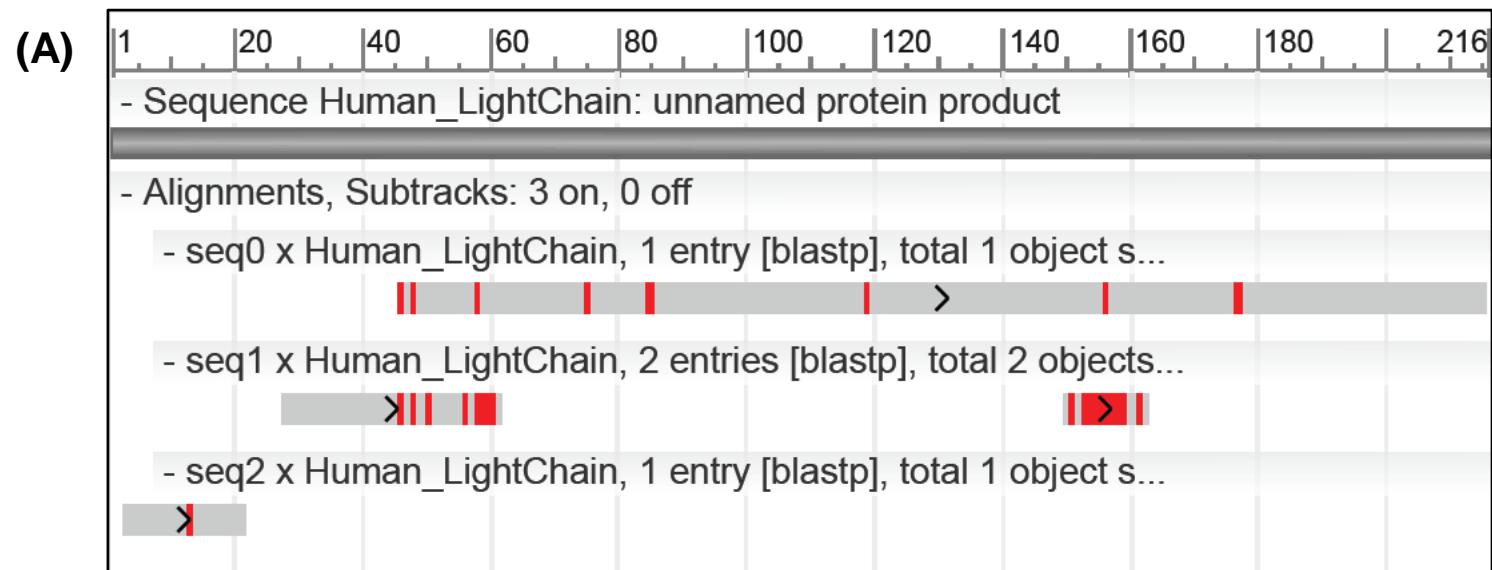 (A)
1 20 40 60 80 100 120 140 160 180 216
- Sequence Human_LightChain: unnamed protein product
- Alignments, Subtracks: 3 on, 0 off
- seq0 x Human_LightChain, 1 entry [blastp], total 1 object s...
- seq1 x Human_LightChain, 2 entries [blastp], total 2 objects...
- seq2 x Human_LightChain, 1 entry [blastp], total 1 object s...